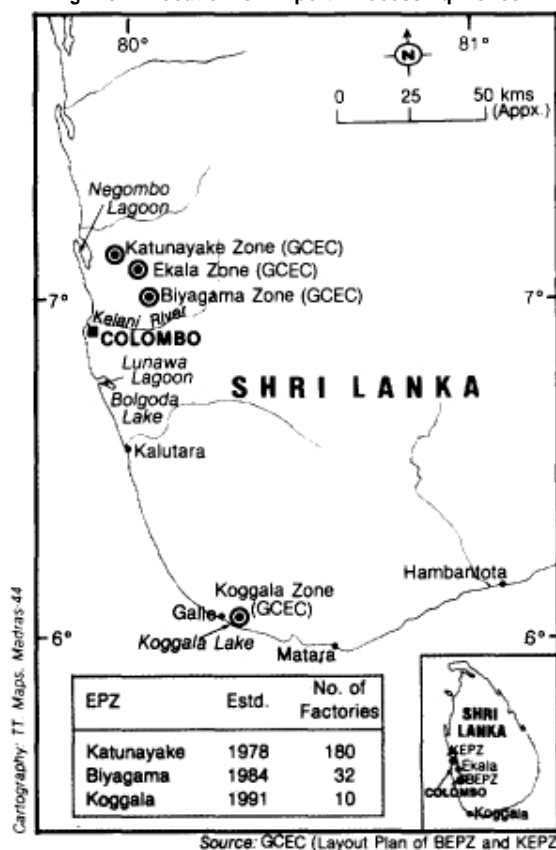 80°
81°
N
0 25 50 kms
(Appx.)
Negombo
Lagoon
Katunayake Zone (GCEC)
Ekala Zone (GCEC)
7°
Biyagama Zone (GCEC)
7°
Kelani River
COLOMBO
Lunawa
Lagoon
SHRI LANKA
Bolgoda
Lake
Kalutara
Hambantota
Koggala Zone
(GCEC)
Galle
Koggala Lake
6°
6°
Matara
EPZ Estd. No. of
Factories
Katunayake 1978 180
Biyagama 1984 32
Koggala 1991 10
SHRI
LANKA
KEPZ
Ekala
BEPZ
COLOMBO
Koggala
Cartography: TT. Maps, Madras-44
Source: GCEC (Layout Plan of BEPZ and KEPZ